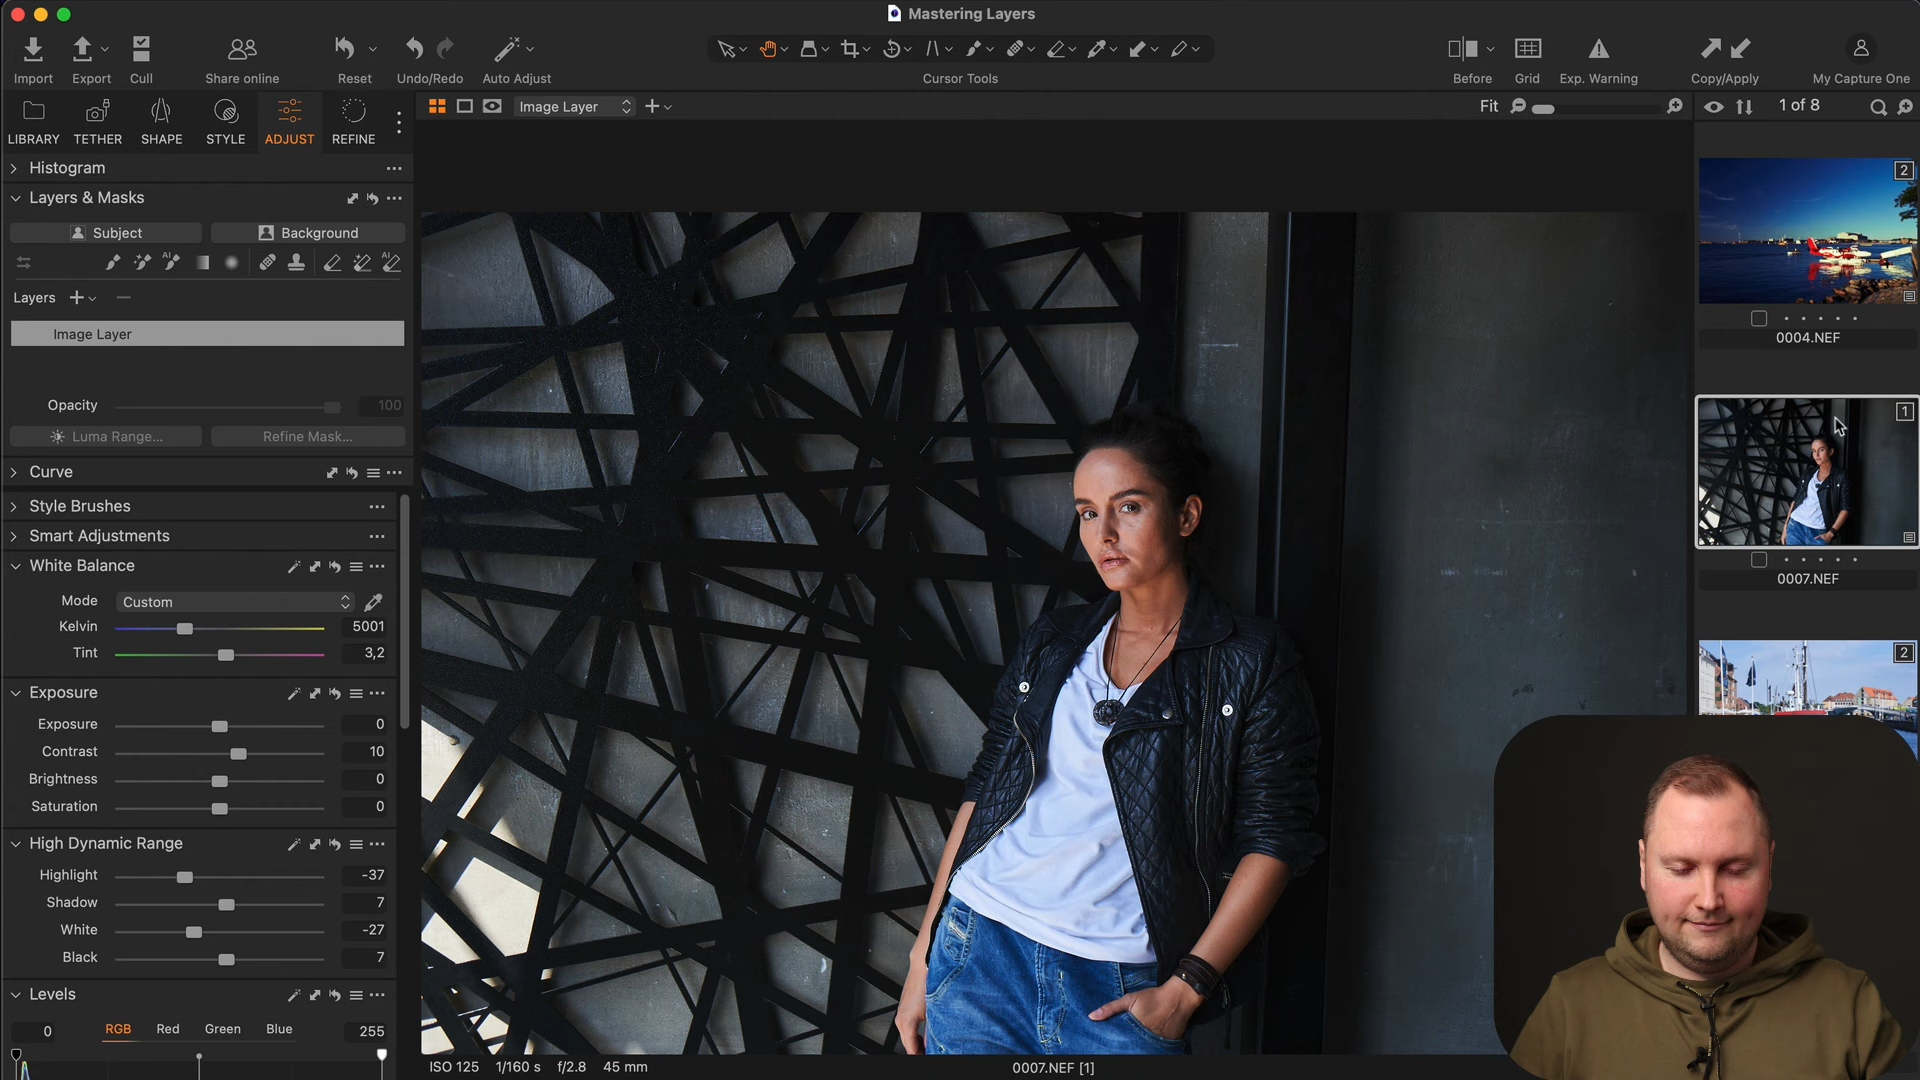 Mastering Layers
Import
Export
Cull
Share online
Reset
Undo/Redo
Auto Adjust
Cursor Tools
Before
Grid
Exp. Warning
Copy/Apply
My Capture One
LIBRARY
TETHER
SHAPE
STYLE
ADJUST
REFINE
Image Layer
Fit
1 of 8
Histogram
Layers & Masks
Subject
Background
AI
AI
Layers
Image Layer
Opacity 100
Luma Range...
Refine Mask...
Curve
Style Brushes
Smart Adjustments
White Balance
Mode Custom
Kelvin 5001
Tint 3,2
Exposure
Exposure 0
Contrast 10
Brightness 0
Saturation 0
High Dynamic Range
Highlight -37
Shadow 7
White -27
Black 7
Levels
0 RGB Red Green Blue 255
ISO 125 1/160 s f/2.8 45 mm
0007.NEF [1]
2
0004.NEF
1
0007.NEF
2